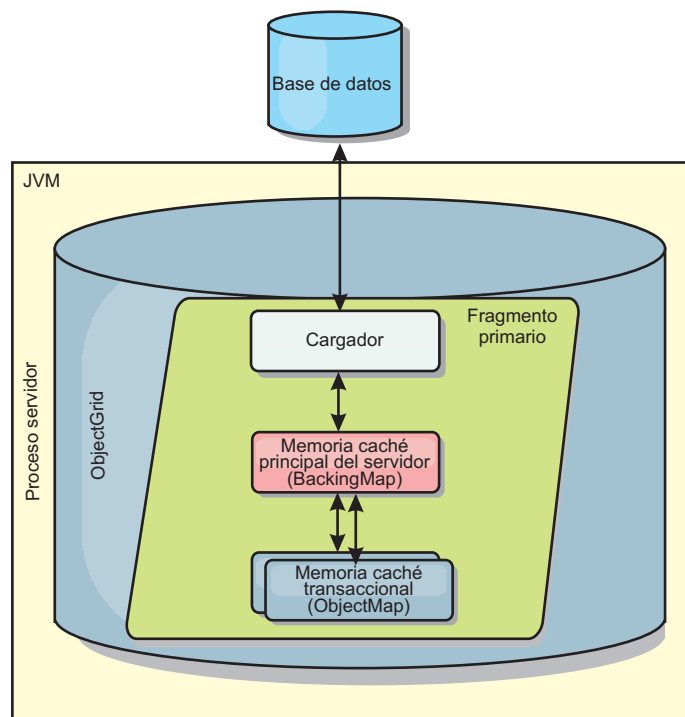 Base de datos
JVM
Proceso servidor
ObjectGrid
Fragmento
primario
Cargador
Memoria caché
principal del servidor
(BackingMap)
Memoria caché
transaccional
(ObjectMap)